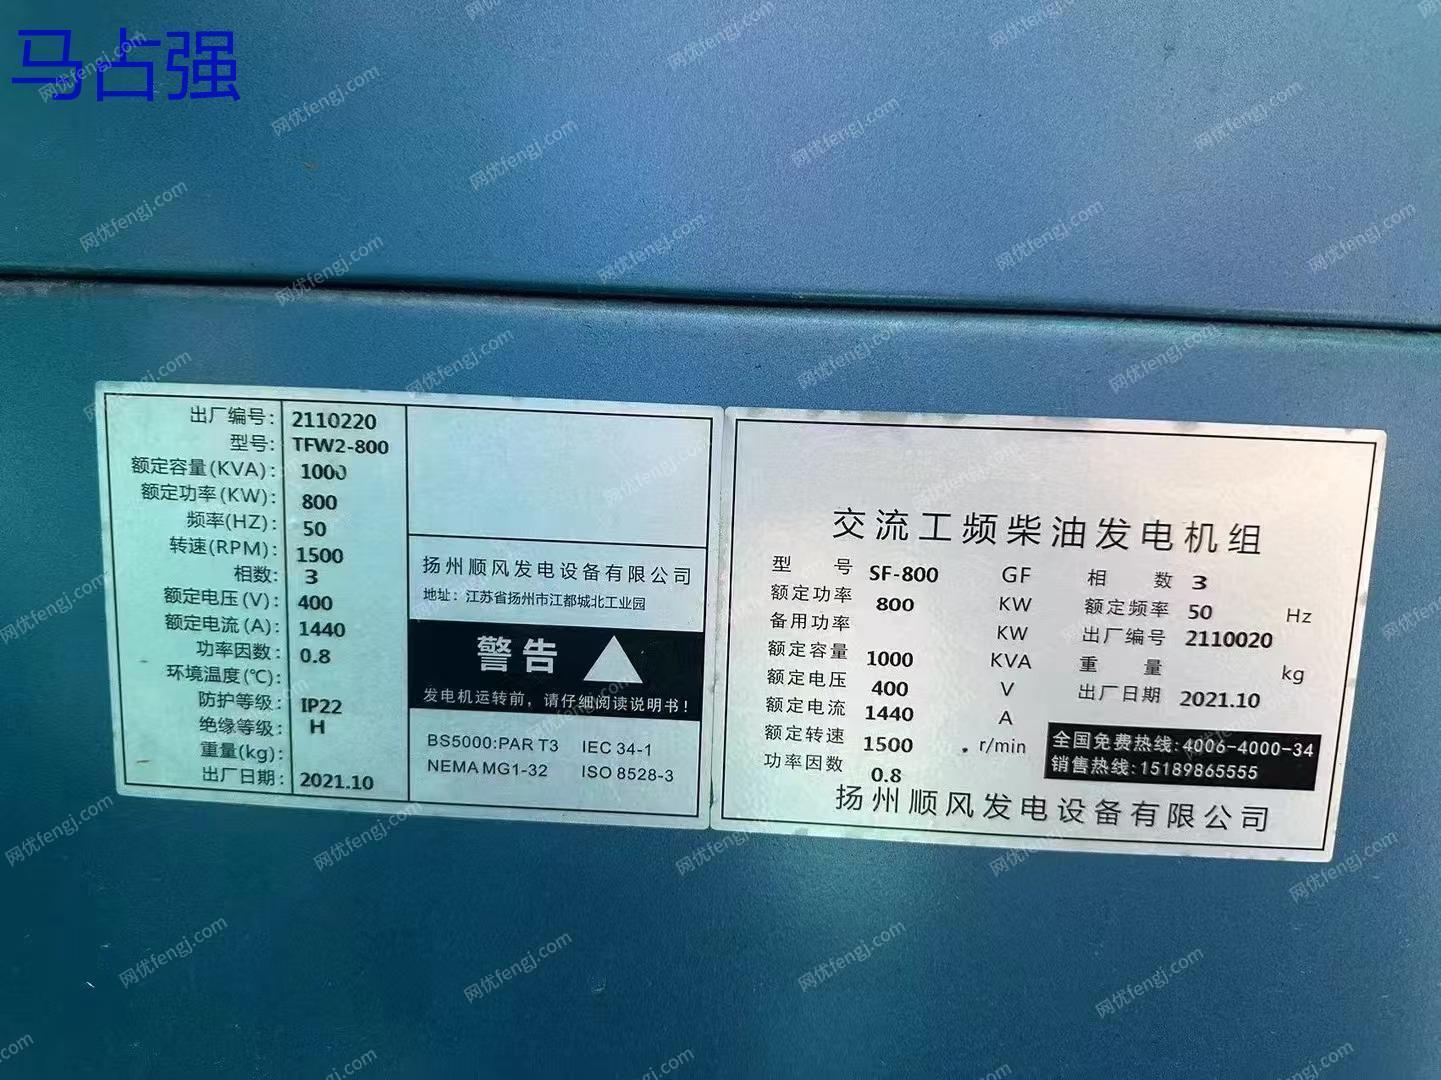 马占强
出厂编号: 2110220
型号: TFW2-800
额定容量(KVA): 1000
额定功率(KW): 800
频率(HZ): 50
转速(RPM): 1500
相数: 3
额定电压(V): 400
额定电流(A): 1440
功率因数: 0.8
环境温度(℃):
防护等级: IP22
绝缘等级: H
重量(kg):
出厂日期: 2021.10
扬州顺风发电设备有限公司
地址: 江苏省扬州市江都城北工业园
警告
发电机运转前, 请仔细阅读说明书!
BS5000:PAR T3 IEC 34-1
NEMA MG1-32 ISO 8528-3
交流工频柴油发电机组
型号 SF-800 GF
额定功率 800 KW
备用功率 KW
额定容量 1000 KVA
额定电压 400 V
额定电流 1440 A
额定转速 1500 r/min
功率因数 0.8
相数 3
额定频率 50 Hz
出厂编号 2110020
重量 kg
出厂日期 2021.10
全国免费热线:4006-4000-34
销售热线:15189865555
扬州顺风发电设备有限公司
网优fengj.com